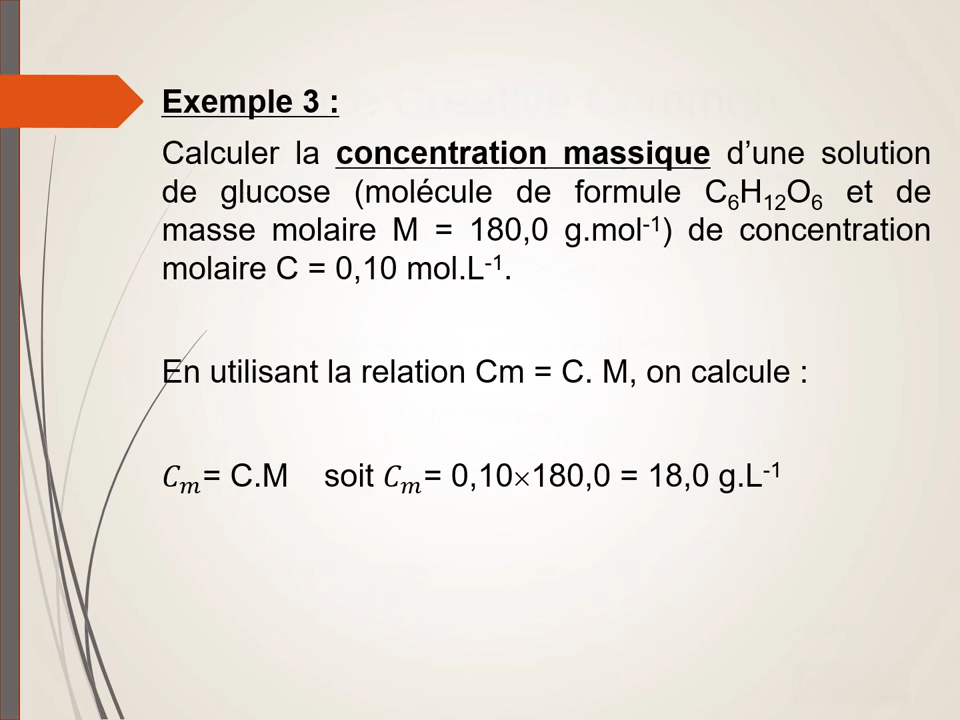 Exemple 3 :
Calculer la concentration massique d’une solution
de glucose (molécule de formule C₆H₁₂O₆ et de
masse molaire M = 180,0 g.mol⁻¹) de concentration
molaire C = 0,10 mol.L⁻¹.
En utilisant la relation Cm = C. M, on calcule :
𝐶𝑚= C.M soit 𝐶𝑚= 0,10×180,0 = 18,0 g.L⁻¹